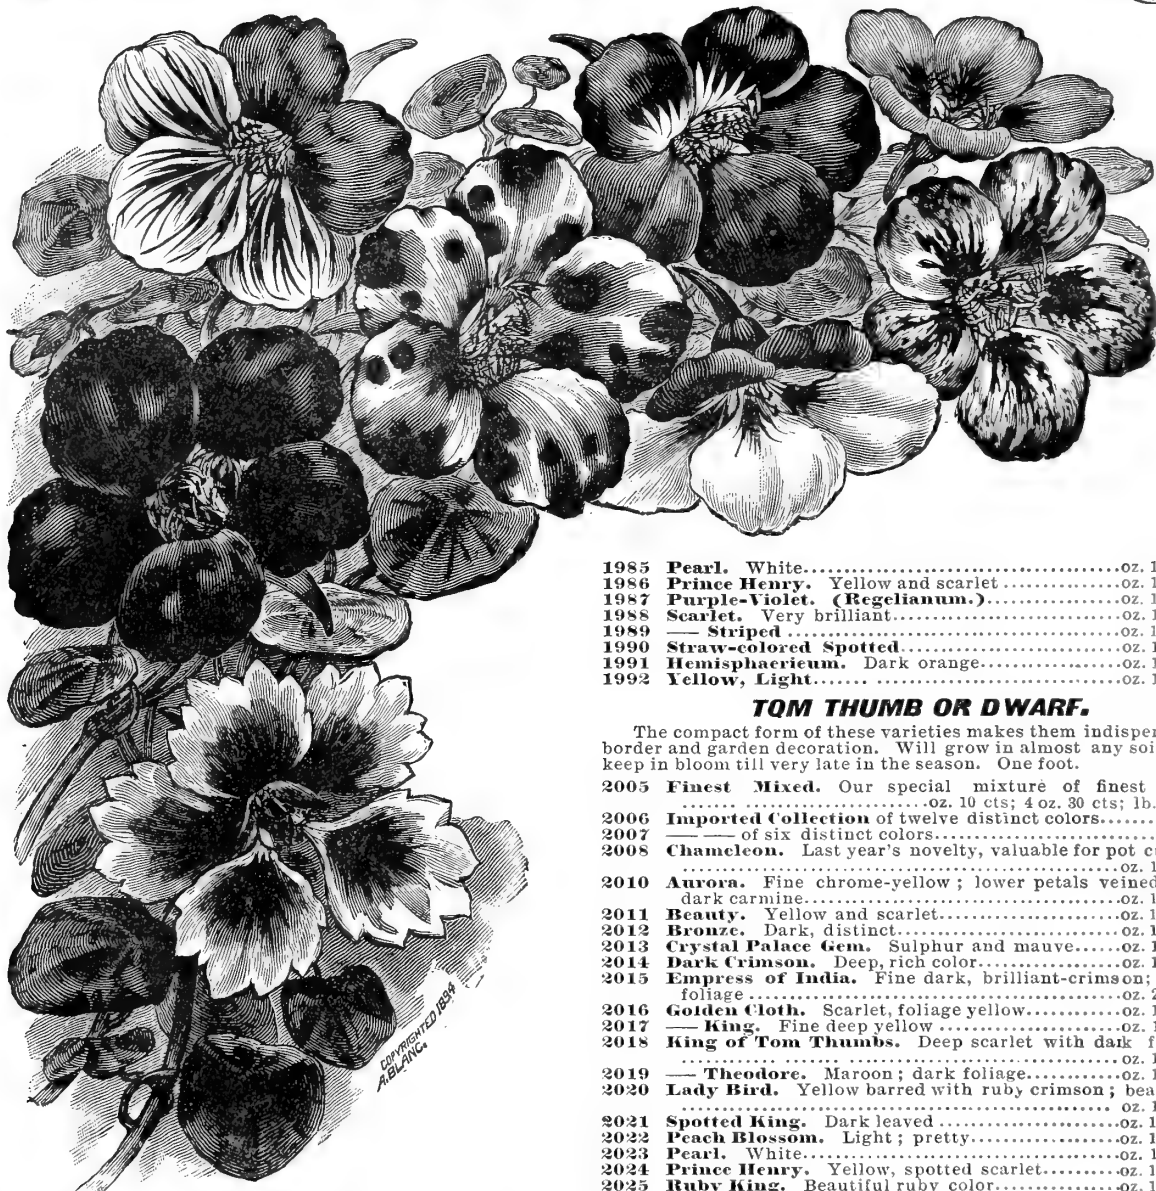 1985 Pearl. White........................................oz. 1
1986 Prince Henry. Yellow and scarlet...............oz. 1
1987 Purple-Violet. (Regelianum.)................oz. 1
1988 Scarlet. Very brilliant.............................oz. 1
1989 —— Striped..........................................oz. 1
1990 Straw-colored Spotted............................oz. 1
1991 Hemisphaericum. Dark orange..................oz. 1
1992 Yellow, Light....... ...............................oz. 1
TOM THUMB OR DWARF.
The compact form of these varieties makes them indispen
border and garden decoration. Will grow in almost any soi
keep in bloom till very late in the season. One foot.
2005 Finest Mixed. Our special mixture of finest
....... .......................oz. 10 cts; 4 oz. 30 cts; lb.
2006 Imported Collection of twelve distinct colors.......
2007 —— —— of six distinct colors............................
2008 Chameleon. Last year's novelty, valuable for pot c
.......................................................oz. 1
2010 Aurora. Fine chrome-yellow; lower petals veined
dark carmine.......................................oz. 1
2011 Beauty. Yellow and scarlet.......................oz. 1
2012 Bronze. Dark, distinct............................oz. 1
2013 Crystal Palace Gem. Sulphur and mauve......oz. 1
2014 Dark Crimson. Deep, rich color..................oz. 1
2015 Empress of India. Fine dark, brilliant-crimson;
foliage ..............................................oz. 2
2016 Golden Cloth. Scarlet, foliage yellow............oz. 1
2017 —— King. Fine deep yellow .......................oz. 1
2018 King of Tom Thumbs. Deep scarlet with dark f
............ ..........................................oz. 1
2019 —— Theodore. Maroon; dark foliage............oz. 1
2020 Lady Bird. Yellow barred with ruby crimson; bea
...................................................... oz. 1
2021 Spotted King. Dark leaved .......................oz. 1
2022 Peach Blossom. Light; pretty...................oz. 1
2023 Pearl. White........................................oz. 1
2024 Prince Henry. Yellow, spotted scarlet..........oz. 1
2025 Ruby King. Beautiful ruby color................oz. 1
COPYRIGHTED 1894
A. BLANC.